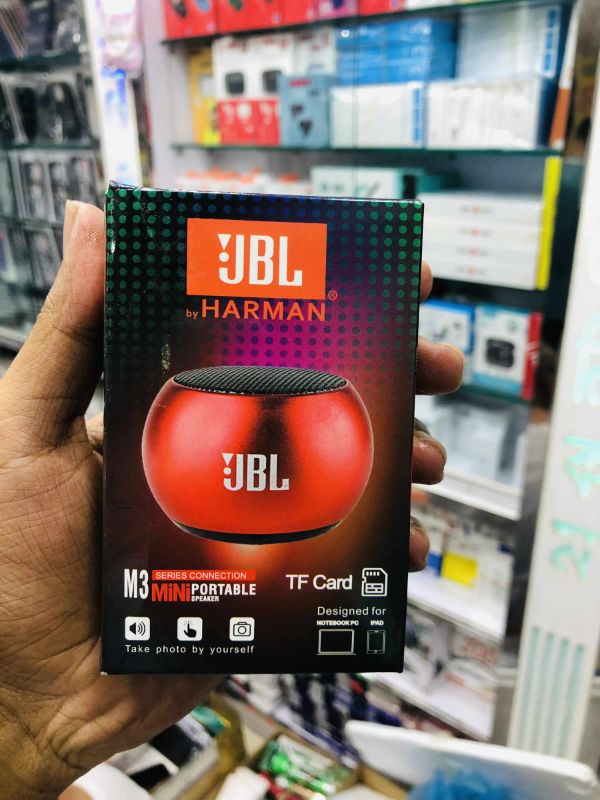 JBL
by HARMAN®
JBL
M3 SERIES CONNECTION
MiNi PORTABLE
SPEAKER
TF Card
Designed for
NOTEBOOK PC IPAD
Take photo by yourself